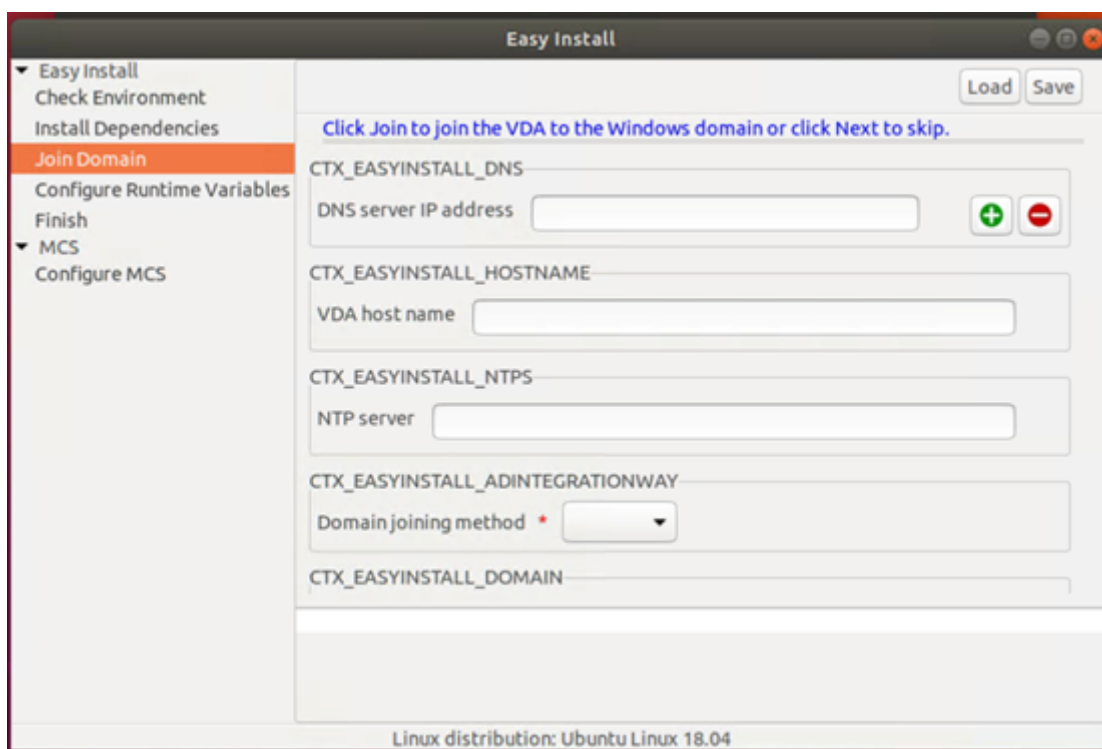 Easy Install
Easy Install
Check Environment
Install Dependencies
Join Domain
Configure Runtime Variables
Finish
MCS
Configure MCS
Load Save
Click Join to join the VDA to the Windows domain or click Next to skip.
CTX_EASYINSTALL_DNS
DNS server IP address
CTX_EASYINSTALL_HOSTNAME
VDA host name
CTX_EASYINSTALL_NTPS
NTP server
CTX_EASYINSTALL_ADINTEGRATIONWAY
Domain joining method *
CTX_EASYINSTALL_DOMAIN
Linux distribution: Ubuntu Linux 18.04